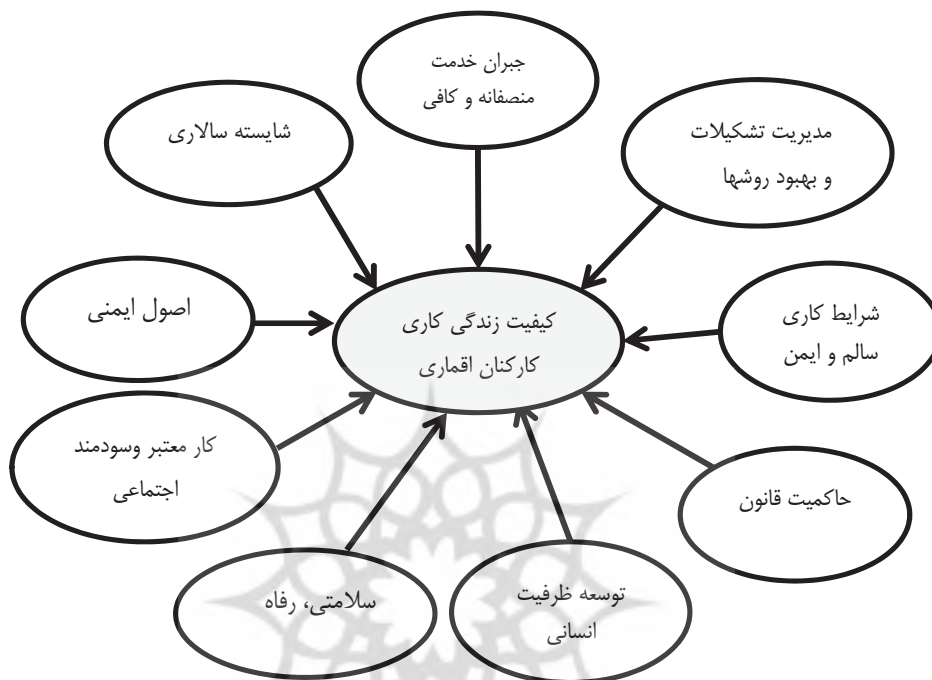 جبران خدمت
منصفانه و کافی
مدیریت تشکیلات
و بهبود روشها
شایسته سالاری
شرایط کاری
سالم و ایمن
اصول ایمنی
کیفیت زندگی کاری
کارکنان اقماری
حاکمیت قانون
کار معتبر وسودمند
اجتماعی
توسعه ظرفیت
انسانی
سلامتی، رفاه